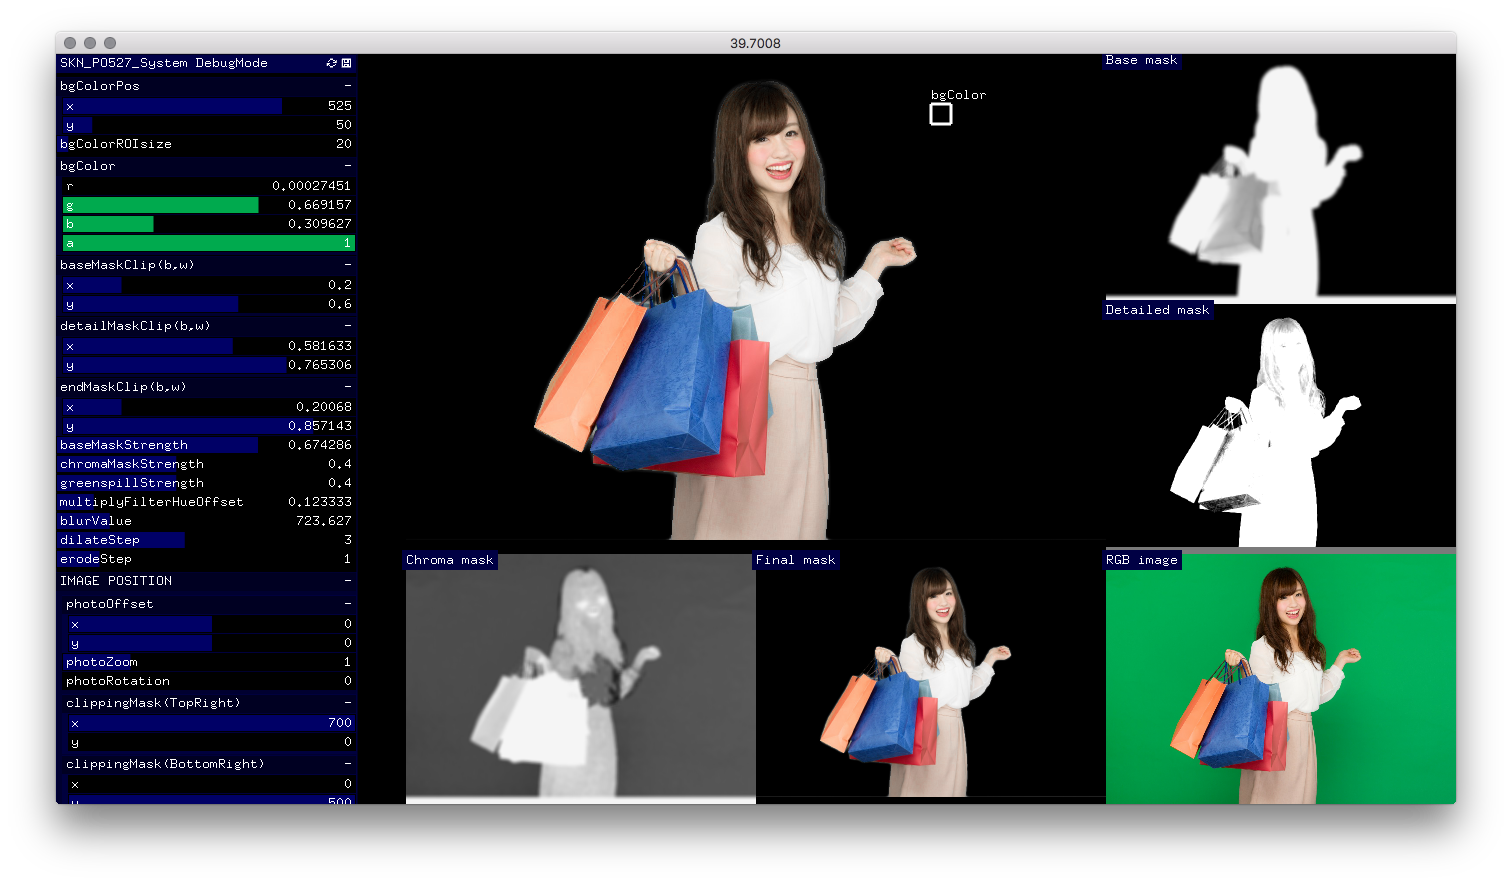 39.7008
SKN_P0527_System DebugMode
bgColorPos -
x 525
y 50
bgColorROIsize 20
bgColor -
r 0.00027451
g 0.669157
b 0.309627
a 1
baseMaskClip(b,w) -
x 0.2
y 0.6
detailMaskClip(b,w) -
x 0.581633
y 0.765306
endMaskClip(b,w) -
x 0.20068
y 0.857143
baseMaskStrength 0.674286
chromaMaskStrength 0.4
greenspillStrength 0.4
multiplyFilterHueOffset 0.123333
blurValue 723.627
dilateStep 3
erodeStep 1
IMAGE POSITION -
photoOffset -
x 0
y 0
photoZoom 1
photoRotation 0
clippingMask(TopRight) -
x 700
y 0
clippingMask(BottomRight) -
x 0
y 500
bgColor
Base mask
Detailed mask
Chroma mask
Final mask
RGB image